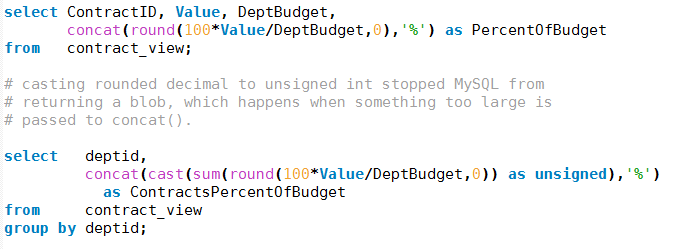 select ContractID, Value, DeptBudget,
       concat(round(100*Value/DeptBudget,0),'%') as PercentOfBudget
from   contract_view;

# casting rounded decimal to unsigned int stopped MySQL from
# returning a blob, which happens when something too large is
# passed to concat().

select   deptid,
         concat(cast(sum(round(100*Value/DeptBudget,0)) as unsigned),'%')
           as ContractsPercentOfBudget
from     contract_view
group by deptid;